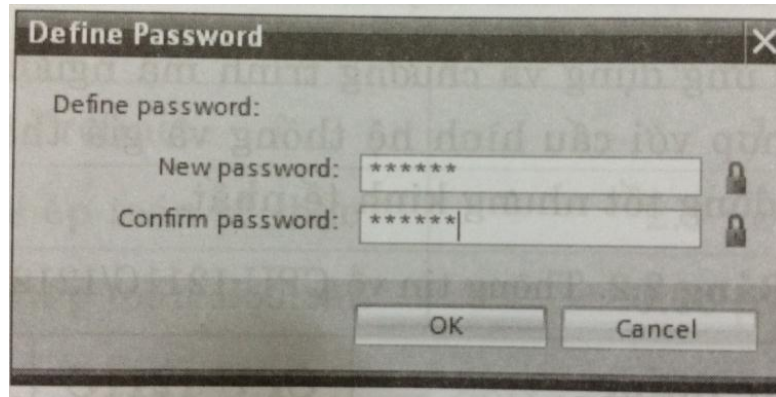 Define Password
Define password:
New password: ******
Confirm password: ******
OK Cancel